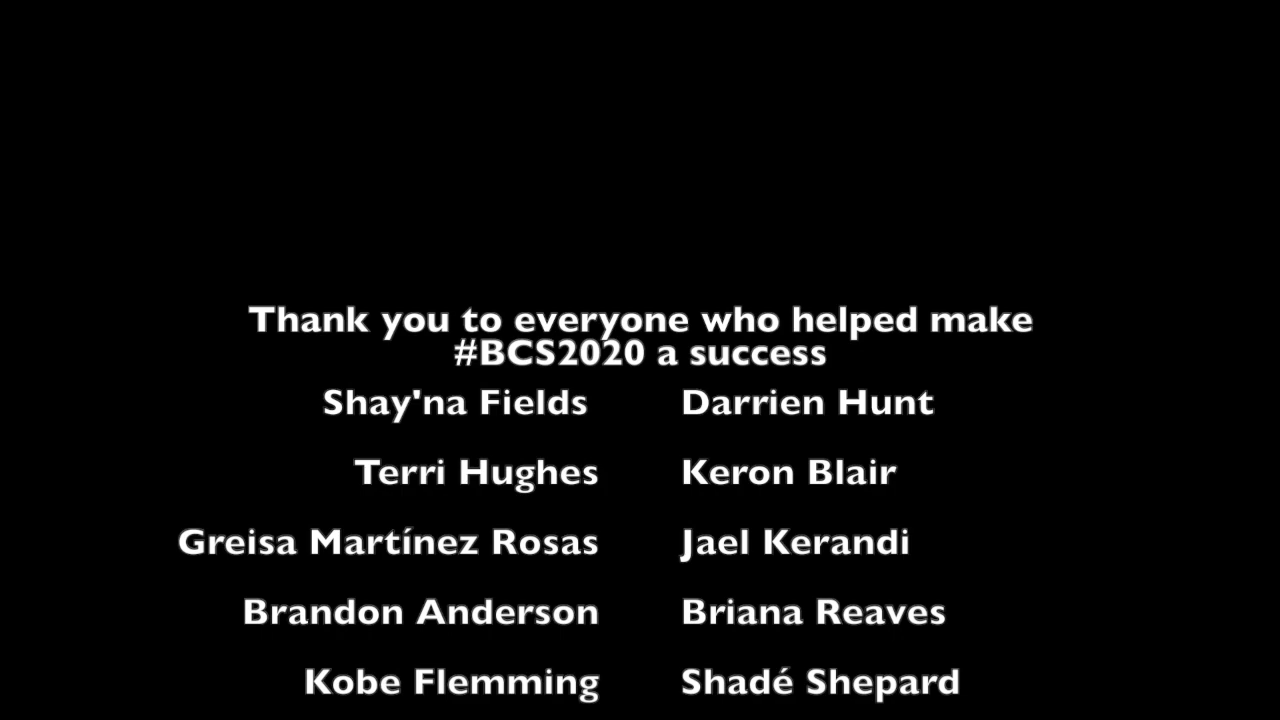 Thank you to everyone who helped make
#BCS2020 a success
Shay'na Fields Darrien Hunt
Terri Hughes Keron Blair
Greisa Martínez Rosas Jael Kerandi
Brandon Anderson Briana Reaves
Kobe Flemming Shadé Shepard